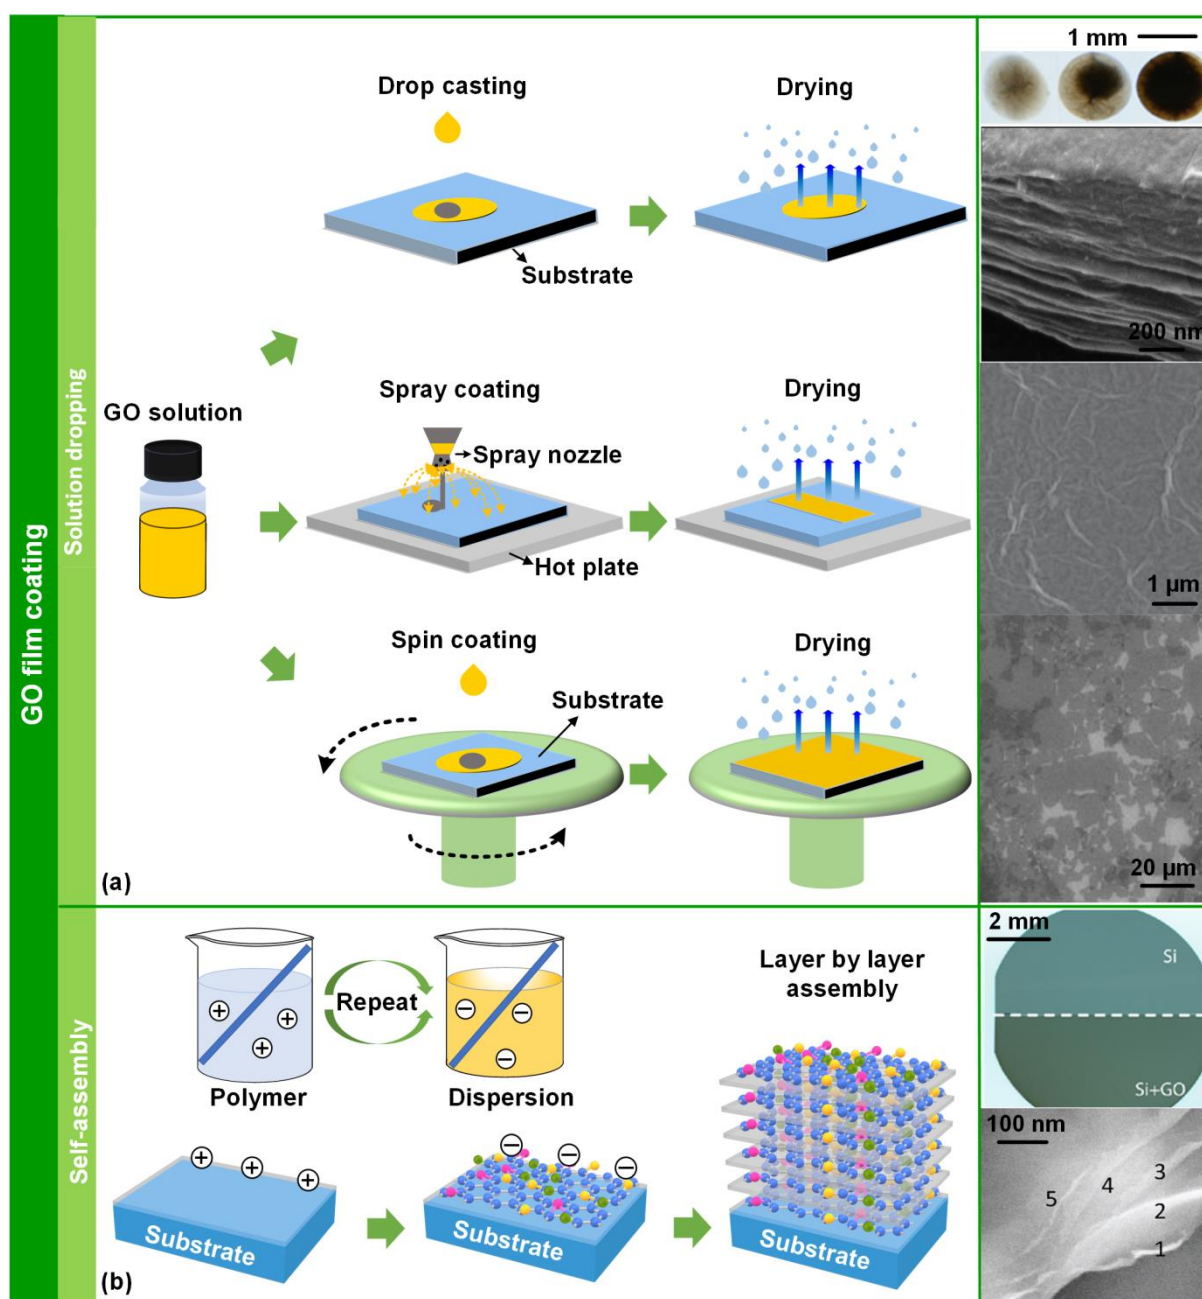 GO film coating
Solution dropping
GO solution
Drop casting
Drying
Substrate
Spray coating
Drying
Spray nozzle
Hot plate
Spin coating
Drying
Substrate
(a)
1 mm
200 nm
1 µm
20 µm
Self-assembly
+
+
+
Repeat
−
−
−
Polymer
Dispersion
Layer by layer
assembly
+
+
+
−
−
−
Substrate
Substrate
Substrate
(b)
2 mm
Si
Si+GO
100 nm
5
4
3
2
1